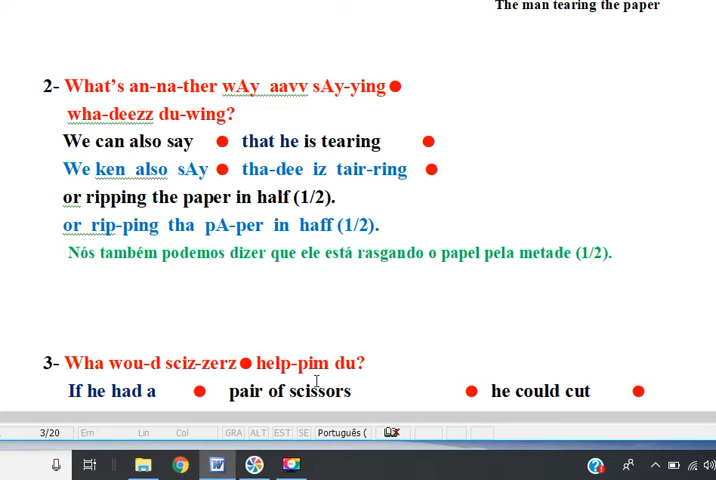 The man tearing the paper
2- What's an-na-ther wAy aavv sAy-ying
wha-deezz du-wing?
We can also say that he is tearing
We ken also sAy tha-dee iz tair-ring
or ripping the paper in half (1/2).
or rip-ping tha pA-per in haff (1/2).
Nós também podemos dizer que ele está rasgando o papel pela metade (1/2).
3- Wha wou-d sciz-zerz help-pim du?
If he had a pair of scissors he could cut
3/20 Em Lin Col GRA ALT EST SE Português (